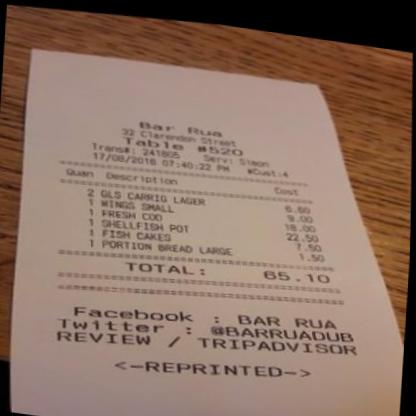 Bar Rua
32 Clarendon Street
Table #520
Trans#: 241805 Serv: Simon
17/08/2018 07:40:22 PM #Cust:4
Quan Description Cost
2 GLS CARRIG LAGER 6.60
1 WINGS SMALL 9.00
1 FRESH COD 18.00
1 SHELLFISH POT 22.50
1 FISH CAKES 7.50
1 PORTION BREAD LARGE 1.50
TOTAL: 65.10
Facebook : BAR RUA
Twitter : @BARRUADUB
REVIEW / TRIPADVISOR
<-REPRINTED->